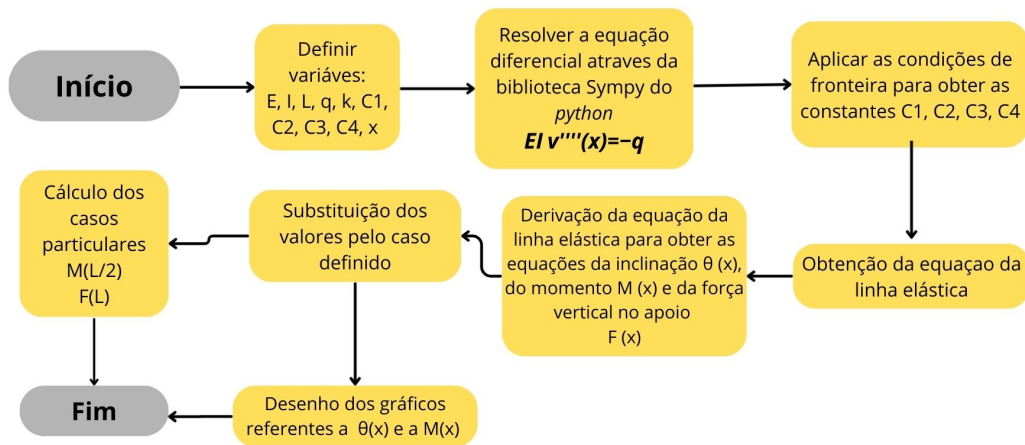 Início
Definir
variáves:
E, I, L, q, k, C1,
C2, C3, C4, x
Resolver a equação
diferencial atraves da
biblioteca Sympy do
python
EI v''''(x)=−q
Aplicar as condições de
fronteira para obter as
constantes C1, C2, C3, C4
Obtenção da equaçao da
linha elástica
Derivação da equação da
linha elástica para obter as
equações da inclinação θ (x),
do momento M (x) e da força
vertical no apoio
F (x)
Substituição dos
valores pelo caso
definido
Cálculo dos
casos
particulares
M(L/2)
F(L)
Desenho dos gráficos
referentes a θ(x) e a M(x)
Fim